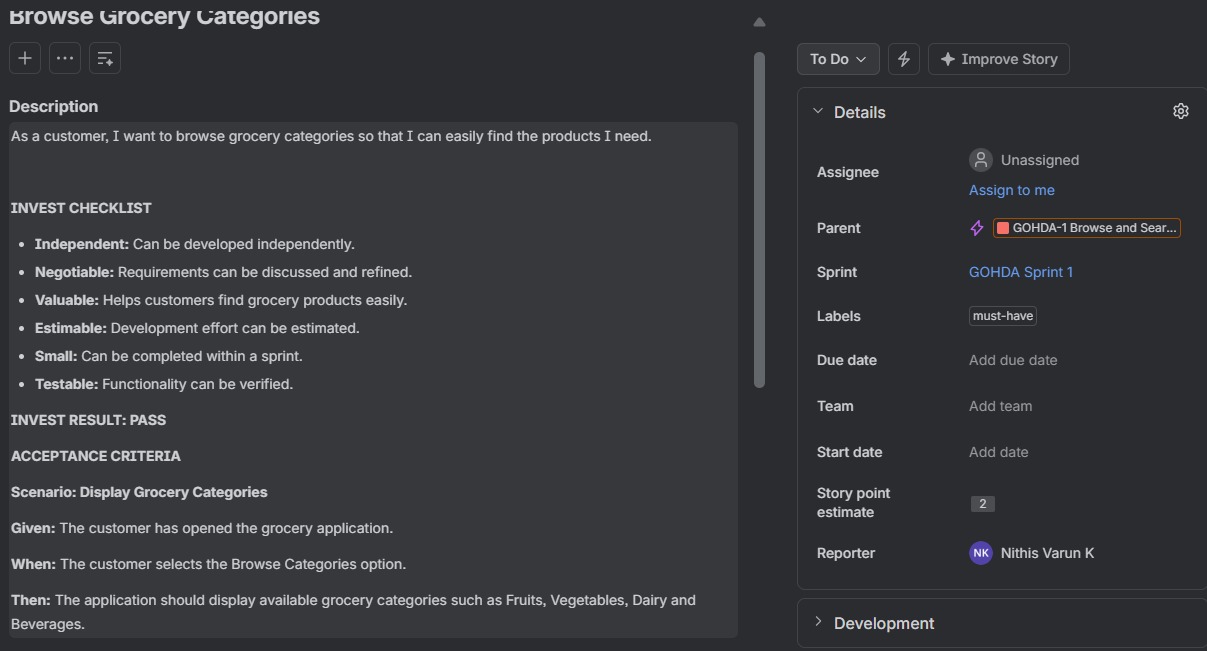 Browse Grocery Categories
Description
As a customer, I want to browse grocery categories so that I can easily find the products I need.
INVEST CHECKLIST
Independent: Can be developed independently.
Negotiable: Requirements can be discussed and refined.
Valuable: Helps customers find grocery products easily.
Estimable: Development effort can be estimated.
Small: Can be completed within a sprint.
Testable: Functionality can be verified.
INVEST RESULT: PASS
ACCEPTANCE CRITERIA
Scenario: Display Grocery Categories
Given: The customer has opened the grocery application.
When: The customer selects the Browse Categories option.
Then: The application should display available grocery categories such as Fruits, Vegetables, Dairy and
Beverages.
To Do
Improve Story
Details
Assignee
Unassigned
Assign to me
Parent
GOHDA-1 Browse and Sear...
Sprint
GOHDA Sprint 1
Labels
must-have
Due date
Add due date
Team
Add team
Start date
Add date
Story point
estimate
2
Reporter
NK Nithis Varun K
Development